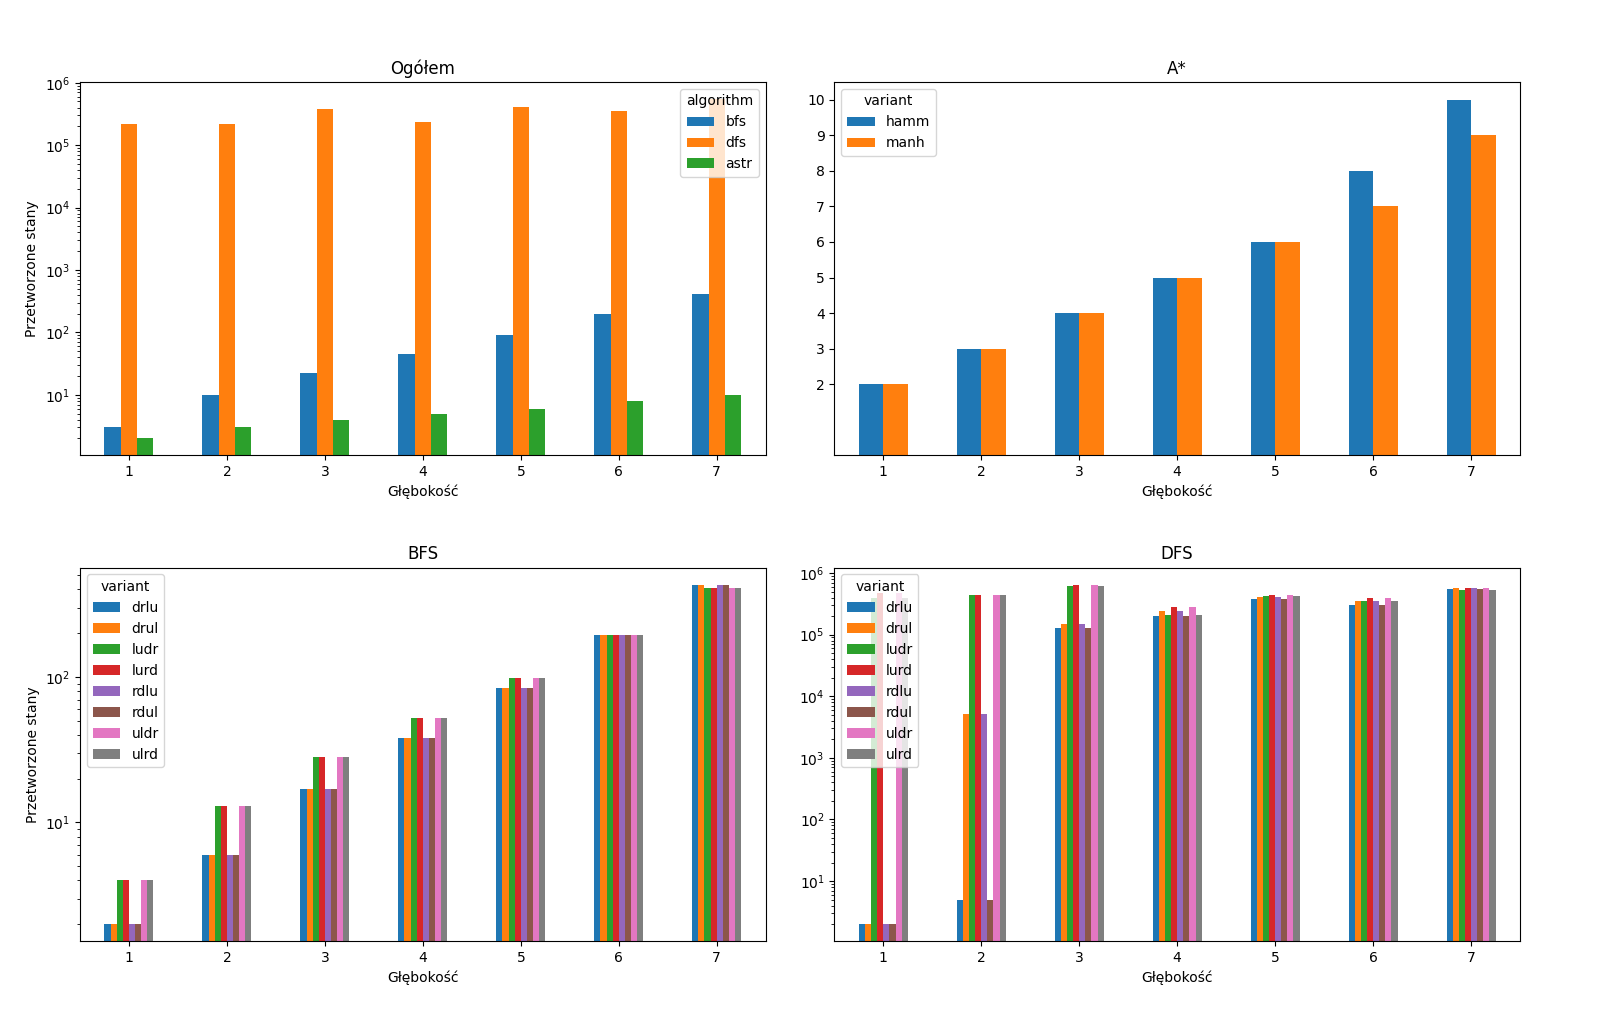 Ogółem
10^6
10^5
10^4
10^3
10^2
10^1
Przetworzone stany
algorithm
bfs
dfs
astr
1 2 3 4 5 6 7
Głębokość
A*
10
9
8
7
6
5
4
3
2
variant
hamm
manh
1 2 3 4 5 6 7
Głębokość
BFS
10^2
10^1
Przetworzone stany
variant
drlu
drul
ludr
lurd
rdlu
rdul
uldr
ulrd
1 2 3 4 5 6 7
Głębokość
DFS
10^6
10^5
10^4
10^3
10^2
10^1
variant
drlu
drul
ludr
lurd
rdlu
rdul
uldr
ulrd
1 2 3 4 5 6 7
Głębokość